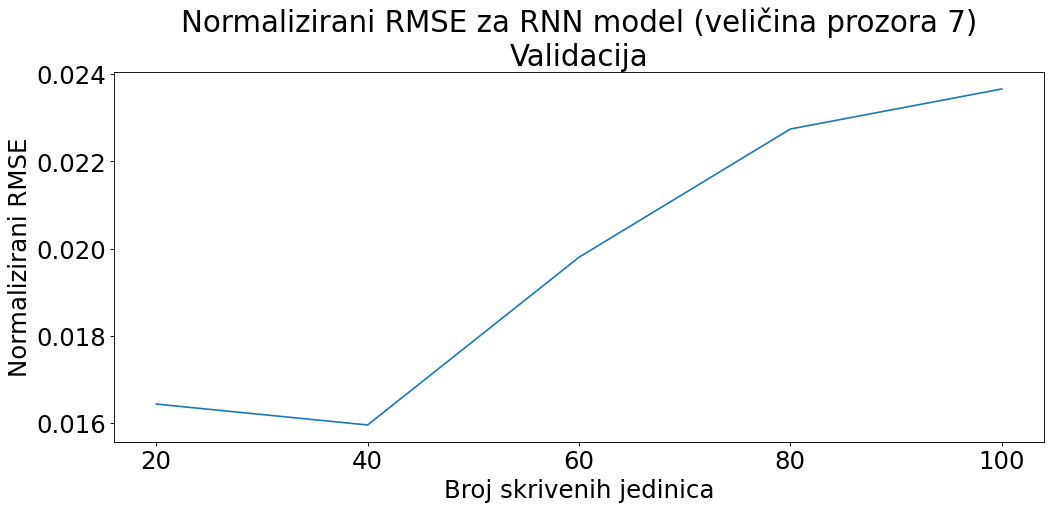 Normalizirani RMSE za RNN model (veličina prozora 7)
Validacija
Normalizirani RMSE
0.024
0.022
0.020
0.018
0.016
20 40 60 80 100
Broj skrivenih jedinica